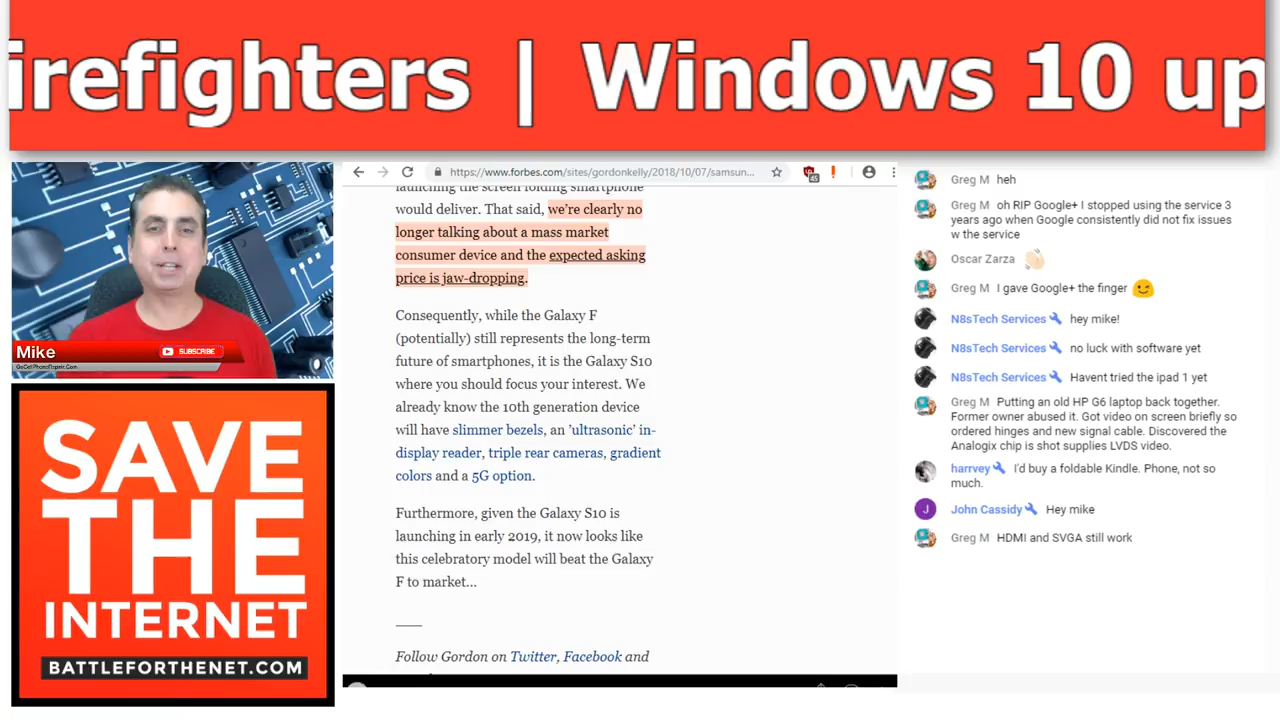 irefighters | Windows 10 up
Mike
SUBSCRIBE
GoCellPhoneRepair.Com
SAVE
THE
INTERNET
BATTLEFORTHENET.COM
https://www.forbes.com/sites/gordonkelly/2018/10/07/samsun...
45
launching the screen folding smartphone
would deliver. That said, we're clearly no
longer talking about a mass market
consumer device and the expected asking
price is jaw-dropping.
Consequently, while the Galaxy F
(potentially) still represents the long-term
future of smartphones, it is the Galaxy S10
where you should focus your interest. We
already know the 10th generation device
will have slimmer bezels, an 'ultrasonic' in-
display reader, triple rear cameras, gradient
colors and a 5G option.
Furthermore, given the Galaxy S10 is
launching in early 2019, it now looks like
this celebratory model will beat the Galaxy
F to market...
Follow Gordon on Twitter, Facebook and
Greg M heh
Greg M oh RIP Google+ I stopped using the service 3
years ago when Google consistently did not fix issues
w the service
Oscar Zarza
Greg M I gave Google+ the finger
N8sTech Services hey mike!
N8sTech Services no luck with software yet
N8sTech Services Havent tried the ipad 1 yet
Greg M Putting an old HP G6 laptop back together.
Former owner abused it. Got video on screen briefly so
ordered hinges and new signal cable. Discovered the
Analogix chip is shot supplies LVDS video.
harrvey I'd buy a foldable Kindle. Phone, not so
much.
J
John Cassidy Hey mike
Greg M HDMI and SVGA still work